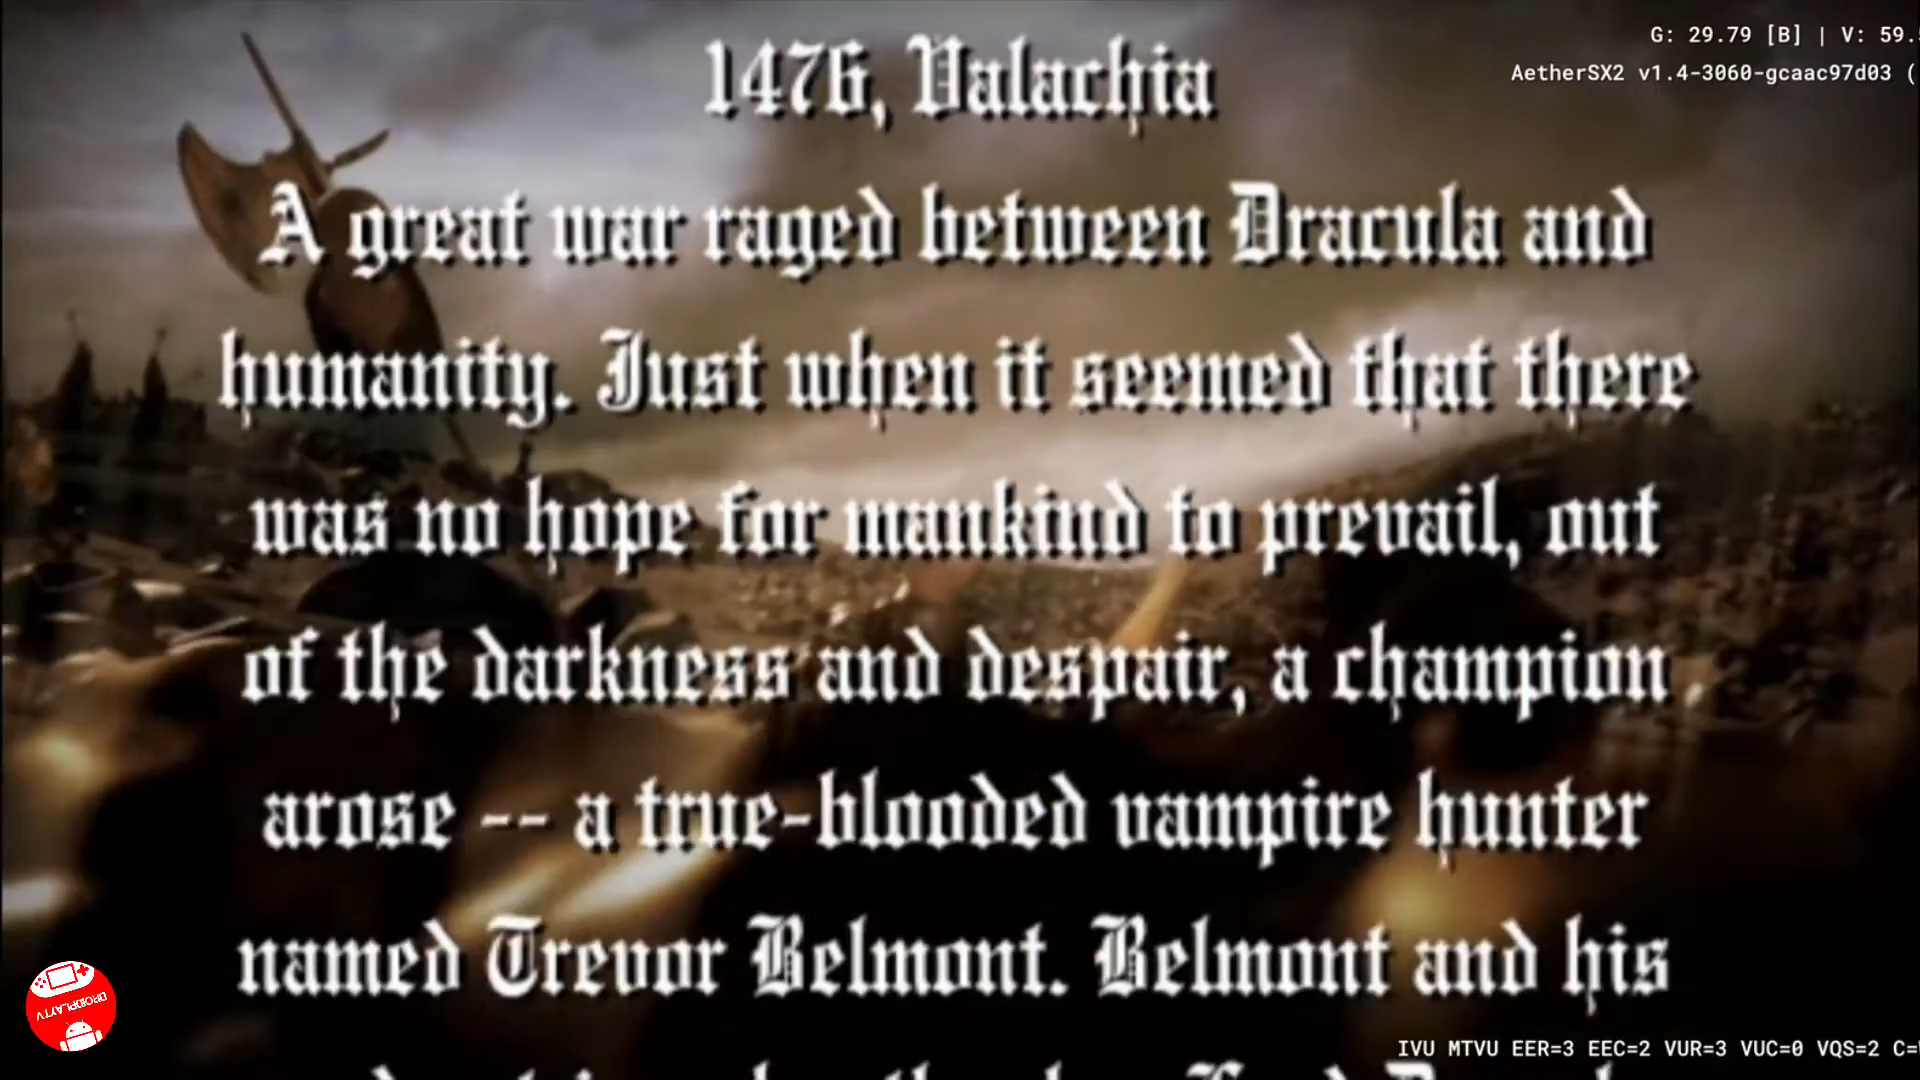 G: 29.79 [B] | V: 59.
AetherSX2 v1.4-3060-gcaac97d03 (
1476, Valachia
A great war raged between Dracula and
humanity. Just when it seemed that there
was no hope for mankind to prevail, out
of the darkness and despair, a champion
arose -- a true-blooded vampire hunter
named Trevor Belmont. Belmont and his
DROIDPLAYTV
IVU MTVU EER=3 EEC=2 VUR=3 VUC=0 VQS=2 C=